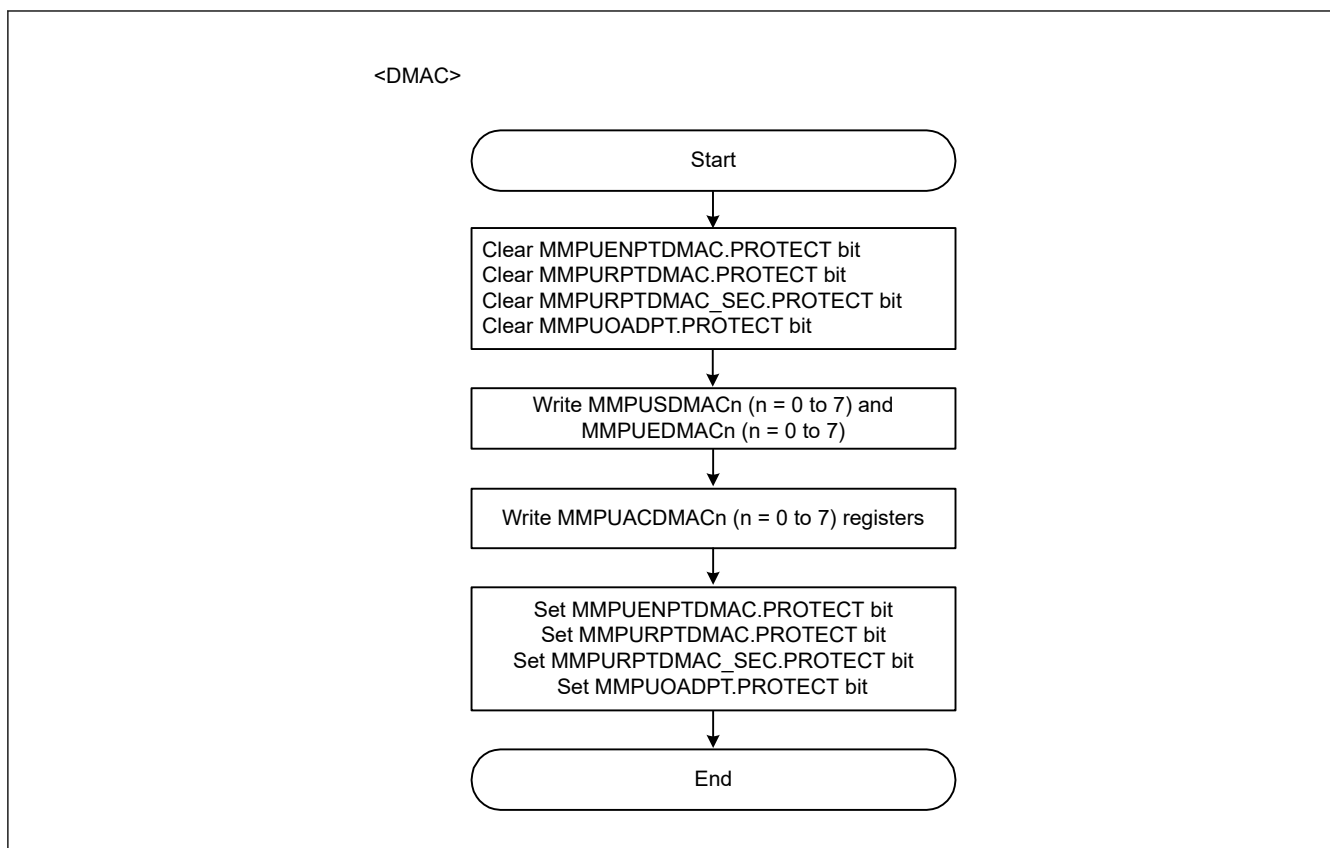 <DMAC>
Start
Clear MMPUENPTDMAC.PROTECT bit
Clear MMPURPTDMAC.PROTECT bit
Clear MMPURPTDMAC_SEC.PROTECT bit
Clear MMPUOADPT.PROTECT bit
Write MMPUSDMACn (n = 0 to 7) and
MMPUEDMACn (n = 0 to 7)
Write MMPUACDMACn (n = 0 to 7) registers
Set MMPUENPTDMAC.PROTECT bit
Set MMPURPTDMAC.PROTECT bit
Set MMPURPTDMAC_SEC.PROTECT bit
Set MMPUOADPT.PROTECT bit
End